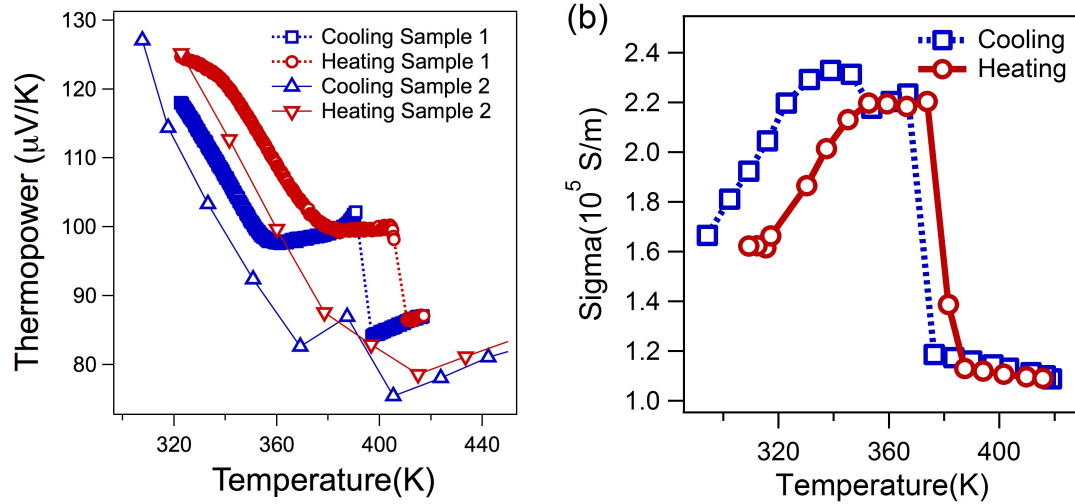 130
120
110
100
90
80
320
360
400
440
Thermopower (μV/K)
Temperature(K)
Cooling Sample 1
Heating Sample 1
Cooling Sample 2
Heating Sample 2
(b)
2.4
2.2
2.0
1.8
1.6
1.4
1.2
1.0
320
360
400
Sigma(10⁵ S/m)
Temperature(K)
Cooling
Heating